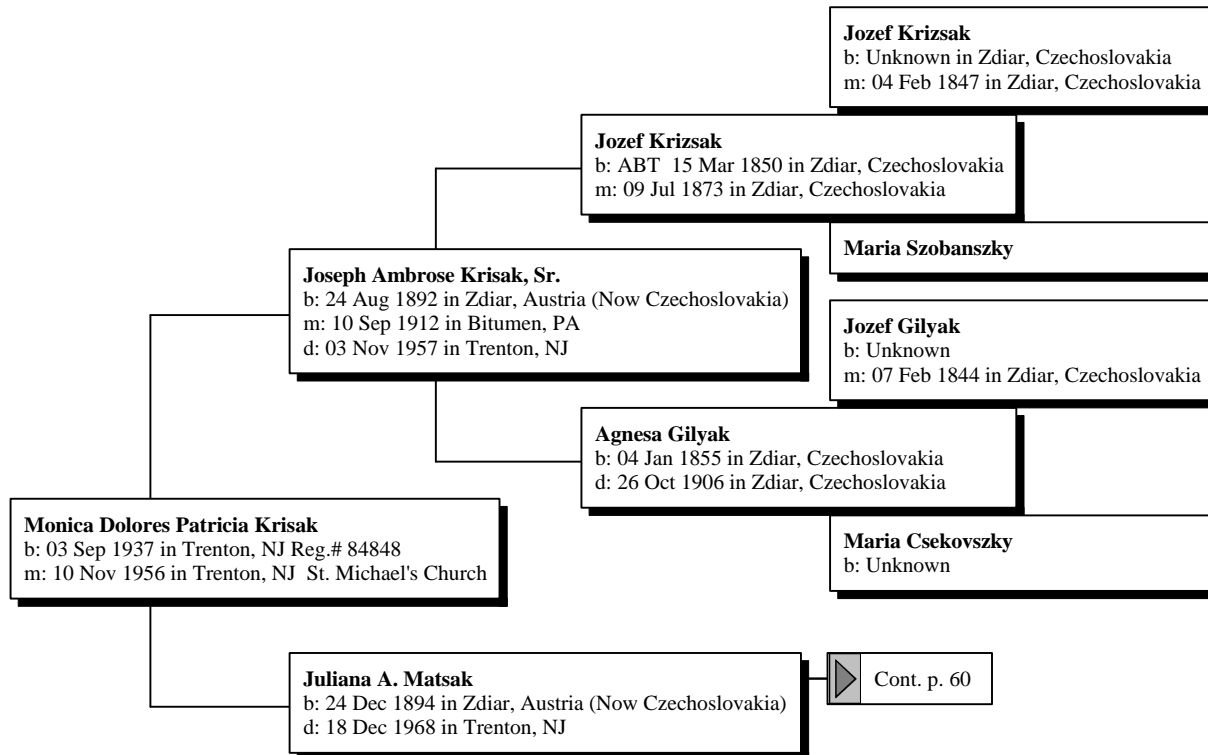 Jozef Krizsak
b: Unknown in Zdiar, Czechoslovakia
m: 04 Feb 1847 in Zdiar, Czechoslovakia
Jozef Krizsak
b: ABT  15 Mar 1850 in Zdiar, Czechoslovakia
m: 09 Jul 1873 in Zdiar, Czechoslovakia
Maria Szobanszky
Joseph Ambrose Krisak, Sr.
b: 24 Aug 1892 in Zdiar, Austria (Now Czechoslovakia)
m: 10 Sep 1912 in Bitumen, PA
d: 03 Nov 1957 in Trenton, NJ
Jozef Gilyak
b: Unknown
m: 07 Feb 1844 in Zdiar, Czechoslovakia
Agnesa Gilyak
b: 04 Jan 1855 in Zdiar, Czechoslovakia
d: 26 Oct 1906 in Zdiar, Czechoslovakia
Maria Csekovszky
b: Unknown
Monica Dolores Patricia Krisak
b: 03 Sep 1937 in Trenton, NJ Reg.# 84848
m: 10 Nov 1956 in Trenton, NJ  St. Michael's Church
Juliana A. Matsak
b: 24 Dec 1894 in Zdiar, Austria (Now Czechoslovakia)
d: 18 Dec 1968 in Trenton, NJ
Cont. p. 60